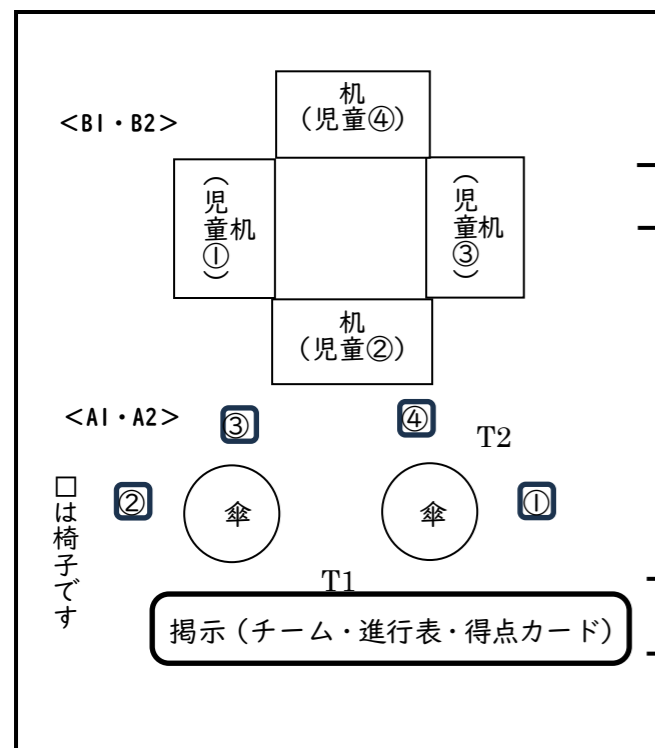 机
(児童④)
<B1・B2>
机
(児童①)
机
(児童③)
机
(児童②)
<A1・A2>
③
④
T2
②
傘
傘
①
□は椅子です
T1
掲示(チーム・進行表・得点カード)